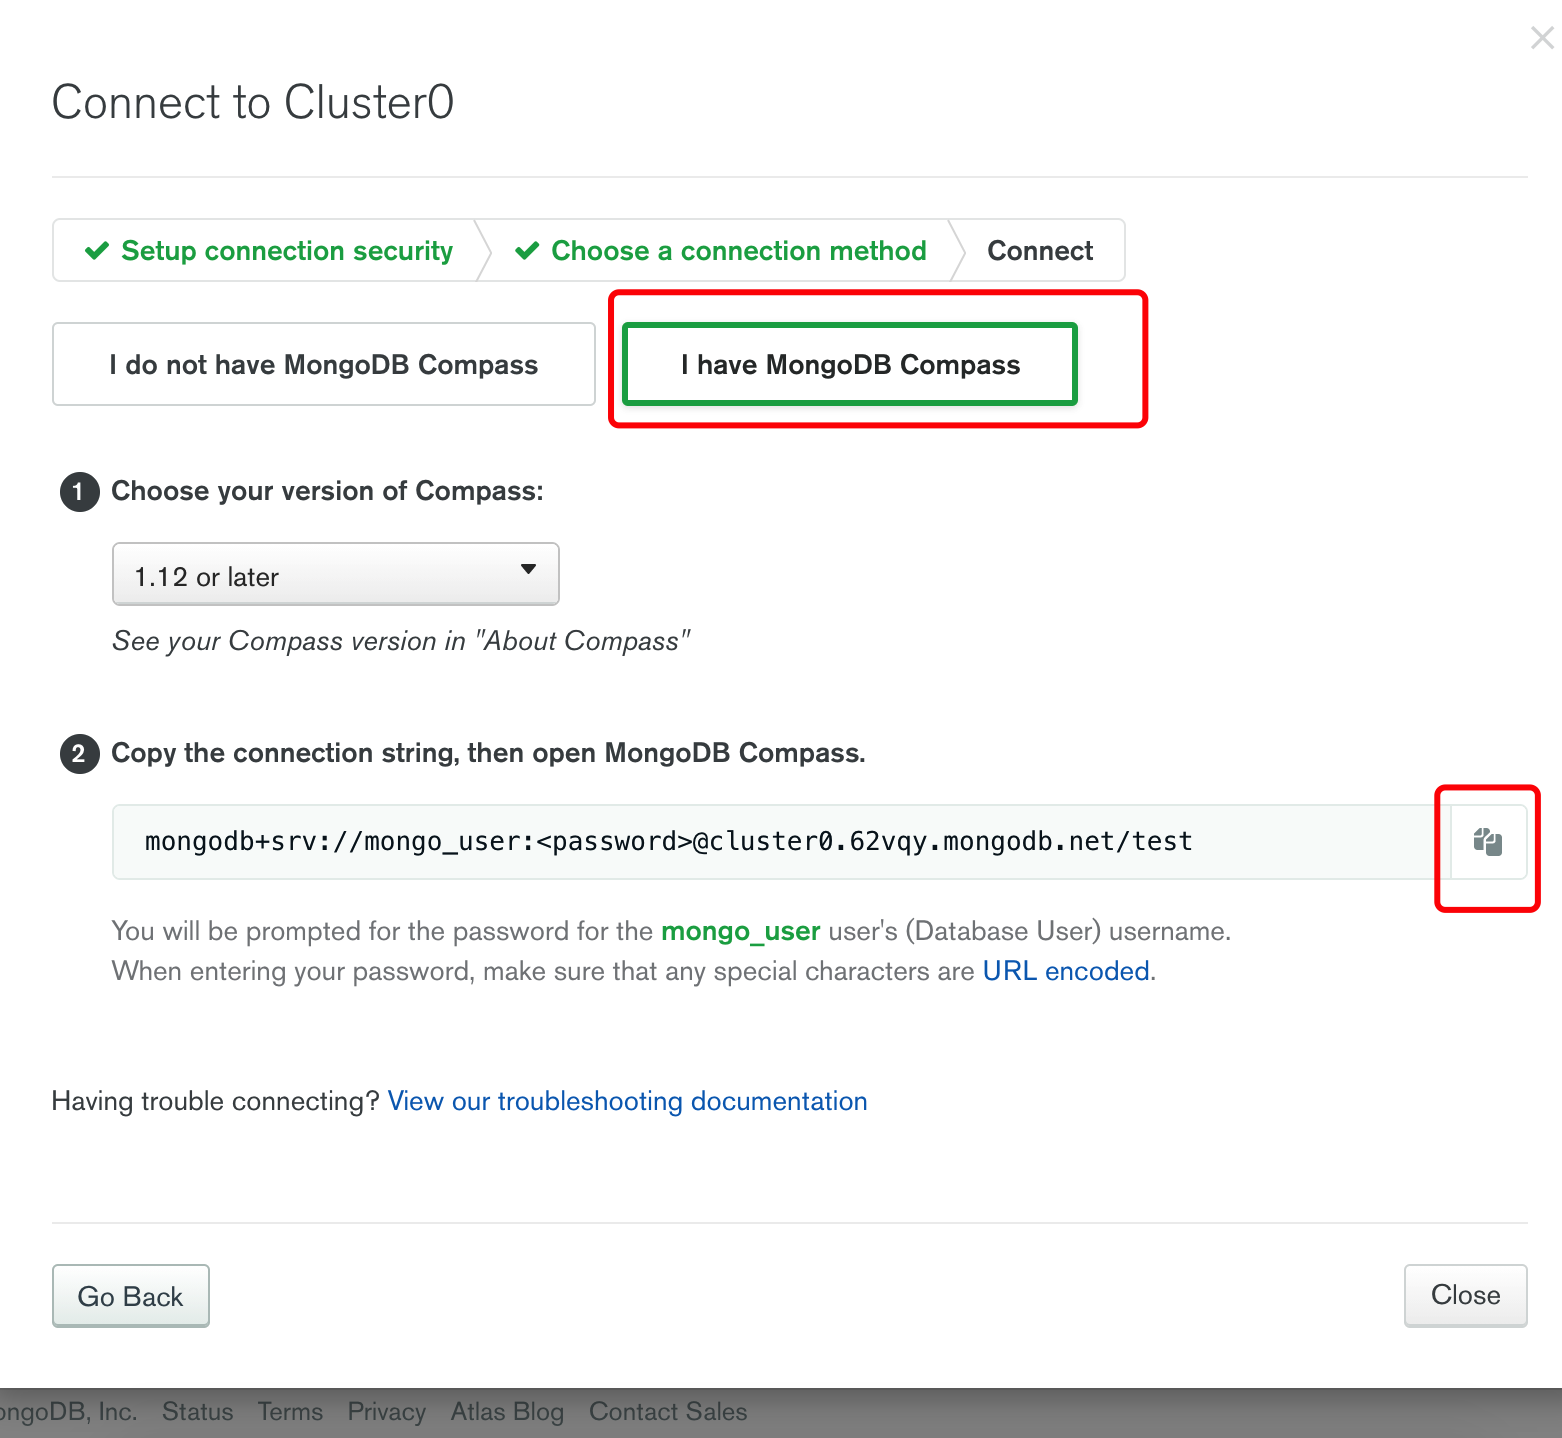 Connect to Cluster0
Setup connection security
Choose a connection method
Connect
I do not have MongoDB Compass
I have MongoDB Compass
1 Choose your version of Compass:
1.12 or later
See your Compass version in "About Compass"
2 Copy the connection string, then open MongoDB Compass.
mongodb+srv://mongo_user:<password>@cluster0.62vqy.mongodb.net/test
You will be prompted for the password for the mongo_user user's (Database User) username.
When entering your password, make sure that any special characters are URL encoded.
Having trouble connecting? View our troubleshooting documentation
Go Back
Close
ongoDB, Inc. Status Terms Privacy Atlas Blog Contact Sales